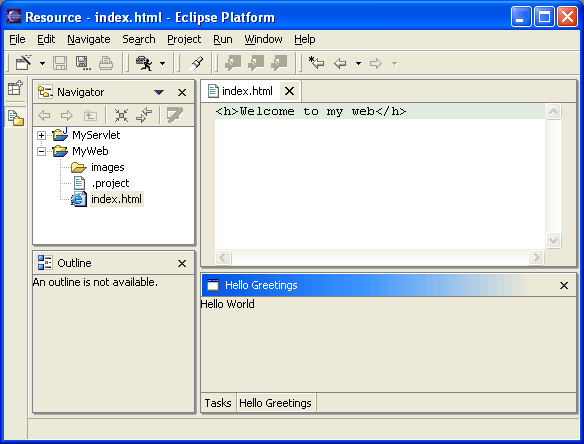 Resource - index.html - Eclipse Platform
File Edit Navigate Search Project Run Window Help
Navigator
MyServlet
MyWeb
images
.project
index.html
Outline
An outline is not available.
index.html
<h>Welcome to my web</h>
Hello Greetings
Hello World
Tasks Hello Greetings